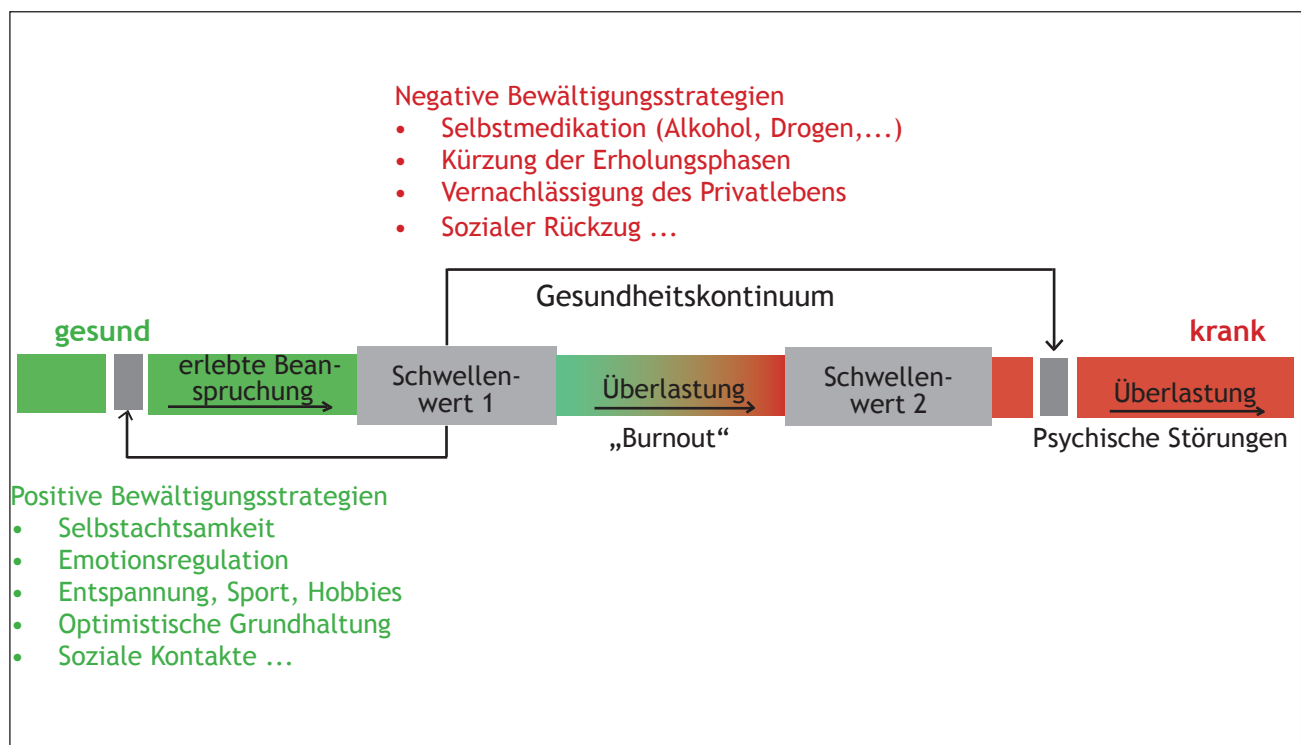 Negative Bewältigungsstrategien
• Selbstmedikation (Alkohol, Drogen,...)
• Kürzung der Erholungsphasen
• Vernachlässigung des Privatlebens
• Sozialer Rückzug ...
Gesundheitskontinuum
gesund
krank
erlebte Bean-
spruchung
Schwellen-
wert 1
Überlastung
Schwellen-
wert 2
Überlastung
„Burnout“
Psychische Störungen
Positive Bewältigungsstrategien
• Selbstachtsamkeit
• Emotionsregulation
• Entspannung, Sport, Hobbies
• Optimistische Grundhaltung
• Soziale Kontakte ...